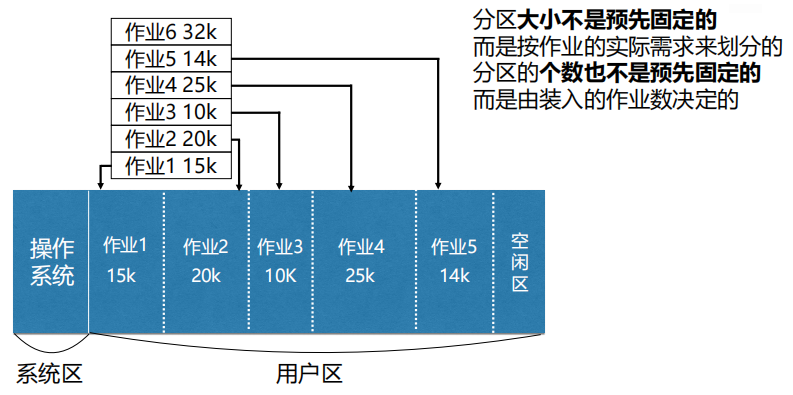 作业6 32k
作业5 14k
作业4 25k
作业3 10k
作业2 20k
作业1 15k
分区大小不是预先固定的
而是按作业的实际需求来划分的
分区的个数也不是预先固定的
而是由装入的作业数决定的
操作
系统
作业1
15k
作业2
20k
作业3
10K
作业4
25k
作业5
14k
空
闲
区
系统区
用户区